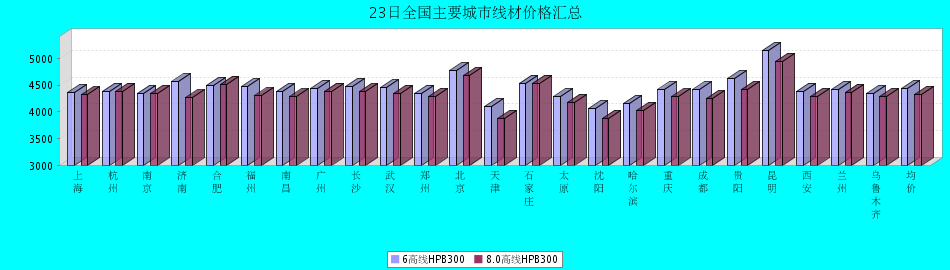 23日全国主要城市线材价格汇总
5000
4500
4000
3500
3000
上海 杭州 南京 济南 合肥 福州 南昌 广州 长沙 武汉 郑州 北京 天津 石家庄 太原 沈阳 哈尔滨 重庆 成都 贵阳 昆明 西安 兰州 乌鲁木齐 均价
6高线HPB300 8.0高线HPB300